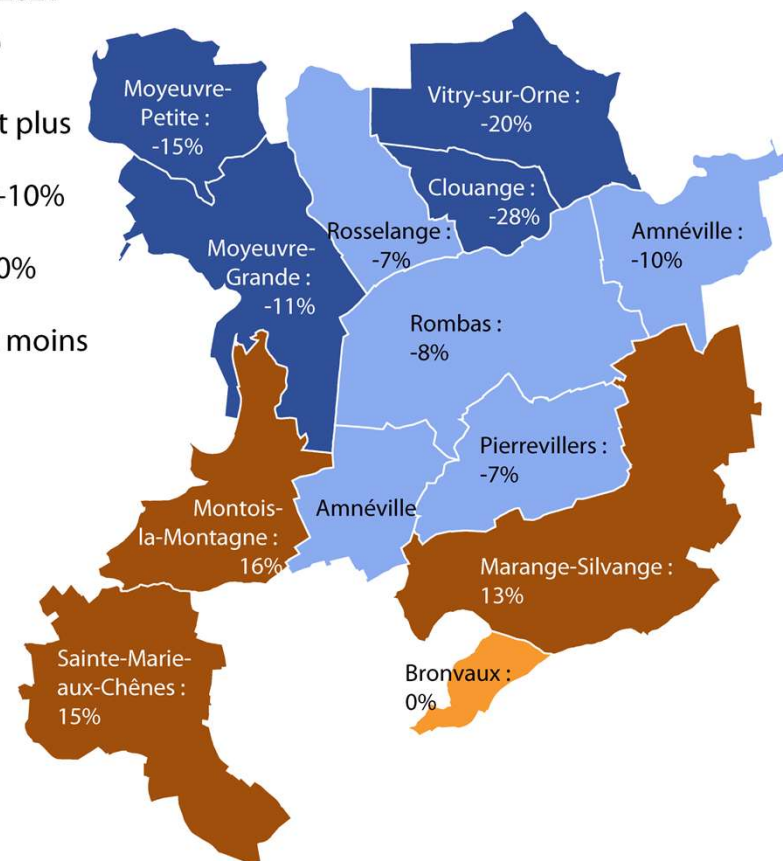 t plus
-10%
0%
moins
Moyeuvre-
Petite :
-15%
Vitry-sur-Orne :
-20%
Clouange :
-28%
Rosselange :
-7%
Amnéville :
-10%
Moyeuvre-
Grande :
-11%
Rombas :
-8%
Pierrevillers :
-7%
Montois-
la-Montagne :
16%
Amnéville
Marange-Silvange :
13%
Sainte-Marie-
aux-Chênes :
15%
Bronvaux :
0%